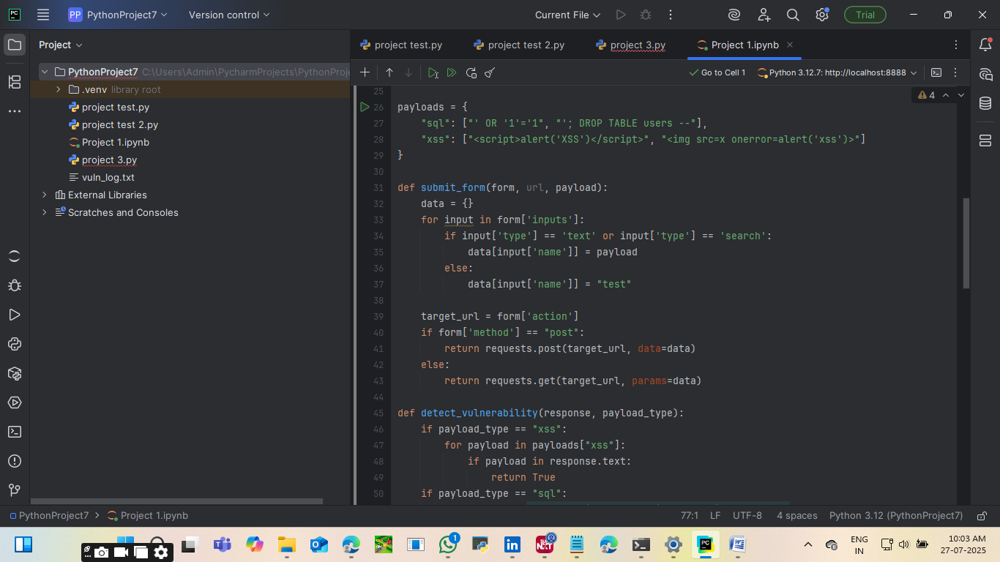 PP PythonProject7
Version control
Current File
Trial
Project
project test.py
project test 2.py
project 3.py
Project 1.ipynb
PythonProject7 C:\Users\Admin\PycharmProjects\PythonProje
.venv library root
project test.py
project test 2.py
Project 1.ipynb
project 3.py
vuln_log.txt
External Libraries
Scratches and Consoles
Go to Cell 1
Python 3.12.7: http://localhost:8888
4
25
26 payloads = {
27 "sql": ["' OR '1'='1", "'; DROP TABLE users --"],
28 "xss": ["<script>alert('XSS')</script>", "<img src=x onerror=alert('xss')>"]
29 }
30
31 def submit_form(form, url, payload):
32 data = {}
33 for input in form['inputs']:
34 if input['type'] == 'text' or input['type'] == 'search':
35 data[input['name']] = payload
36 else:
37 data[input['name']] = "test"
38
39 target_url = form['action']
40 if form['method'] == "post":
41 return requests.post(target_url, data=data)
42 else:
43 return requests.get(target_url, params=data)
44
45 def detect_vulnerability(response, payload_type):
46 if payload_type == "xss":
47 for payload in payloads["xss"]:
48 if payload in response.text:
49 return True
50 if payload_type == "sql":
PythonProject7 > Project 1.ipynb
77:1 LF UTF-8 4 spaces Python 3.12 (PythonProject7)
1
ENG
IN
10:03 AM
27-07-2025